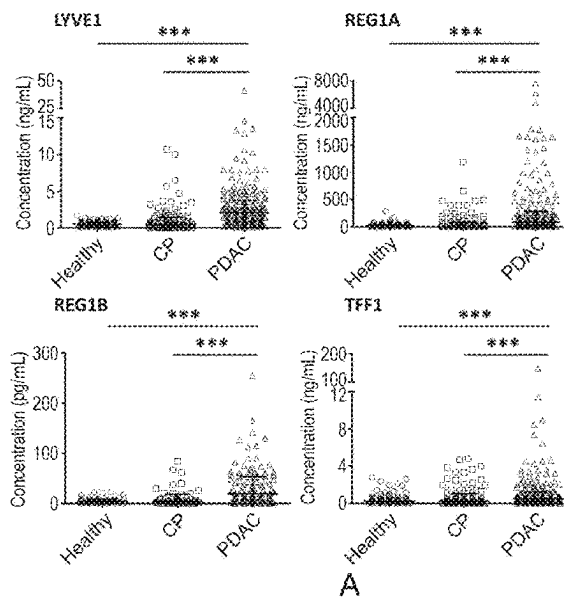 LYVE1
***
***
Concentration (ng/mL)
50
25
15
10
5
0
Healthy
CP
PDAC
REG1A
***
***
Concentration (ng/mL)
8000
4000
2000
1500
1000
500
0
Healthy
CP
PDAC
REG1B
***
***
Concentration (pg/mL)
300
200
100
0
Healthy
CP
PDAC
TFF1
***
***
Concentration (ng/mL)
200
100
12
8
4
0
Healthy
CP
PDAC
A